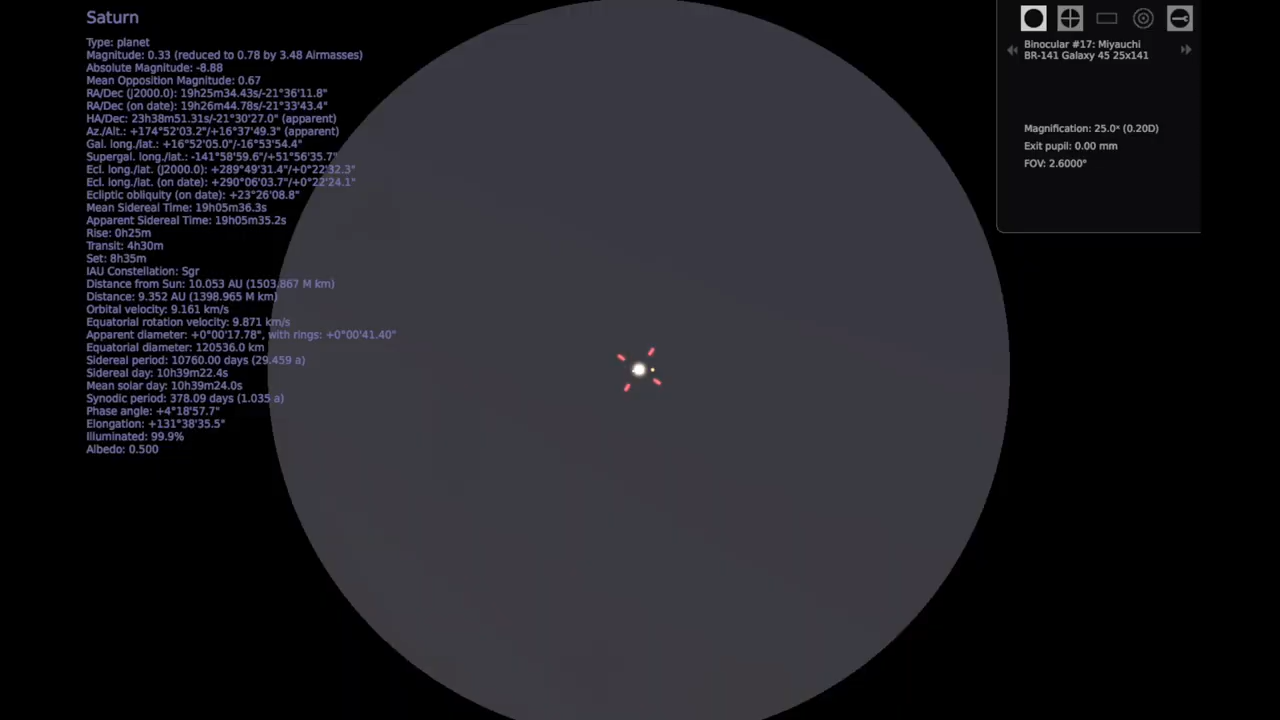 Saturn
Type: planet
Magnitude: 0.33 (reduced to 0.78 by 3.48 Airmasses)
Absolute Magnitude: -8.88
Mean Opposition Magnitude: 0.67
RA/Dec (J2000.0): 19h25m34.43s/-21°36'11.8"
RA/Dec (on date): 19h26m44.78s/-21°33'43.4"
HA/Dec: 23h38m51.31s/-21°30'27.0" (apparent)
Az./Alt.: +174°52'03.2"/+16°37'49.3" (apparent)
Gal. long./lat.: +16°52'05.0"/-16°53'54.4"
Supergal. long./lat.: -141°58'59.6"/+51°56'35.7"
Ecl. long./lat. (J2000.0): +289°49'31.4"/+0°22'32.3"
Ecl. long./lat. (on date): +290°06'03.7"/+0°22'24.1"
Ecliptic obliquity (on date): +23°26'08.8"
Mean Sidereal Time: 19h05m36.3s
Apparent Sidereal Time: 19h05m35.2s
Rise: 0h25m
Transit: 4h30m
Set: 8h35m
IAU Constellation: Sgr
Distance from Sun: 10.053 AU (1503.867 M km)
Distance: 9.352 AU (1398.965 M km)
Orbital velocity: 9.161 km/s
Equatorial rotation velocity: 9.871 km/s
Apparent diameter: +0°00'17.78", with rings: +0°00'41.40"
Equatorial diameter: 120536.0 km
Sidereal period: 10760.00 days (29.459 a)
Sidereal day: 10h39m22.4s
Mean solar day: 10h39m24.0s
Synodic period: 378.09 days (1.035 a)
Phase angle: +4°18'57.7"
Elongation: +131°38'35.5"
Illuminated: 99.9%
Albedo: 0.500
Binocular #17: Miyauchi
BR-141 Galaxy 45 25x141
Magnification: 25.0ˣ (0.20D)
Exit pupil: 0.00 mm
FOV: 2.6000°